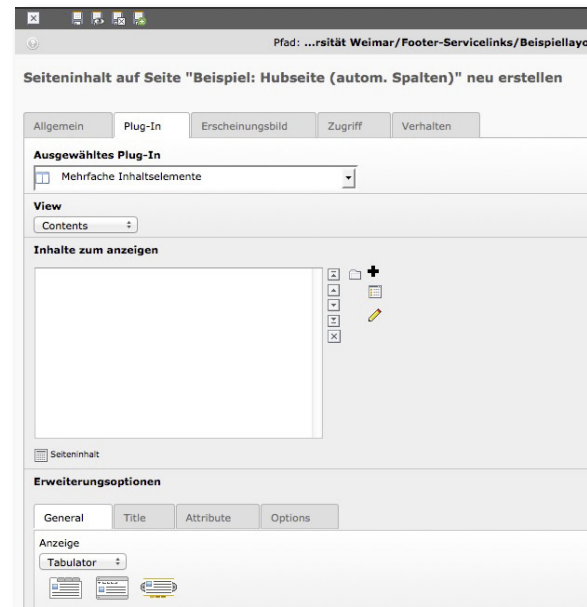 Pfad: ...rsität Weimar/Footer-Servicelinks/Beispiellayo
Seiteninhalt auf Seite "Beispiel: Hubseite (autom. Spalten)" neu erstellen
Allgemein Plug-In Erscheinungsbild Zugriff Verhalten
Ausgewähltes Plug-In
Mehrfache Inhaltselemente
View
Contents
Inhalte zum anzeigen
Seiteninhalt
Erweiterungsoptionen
General Title Attribute Options
Anzeige
Tabulator